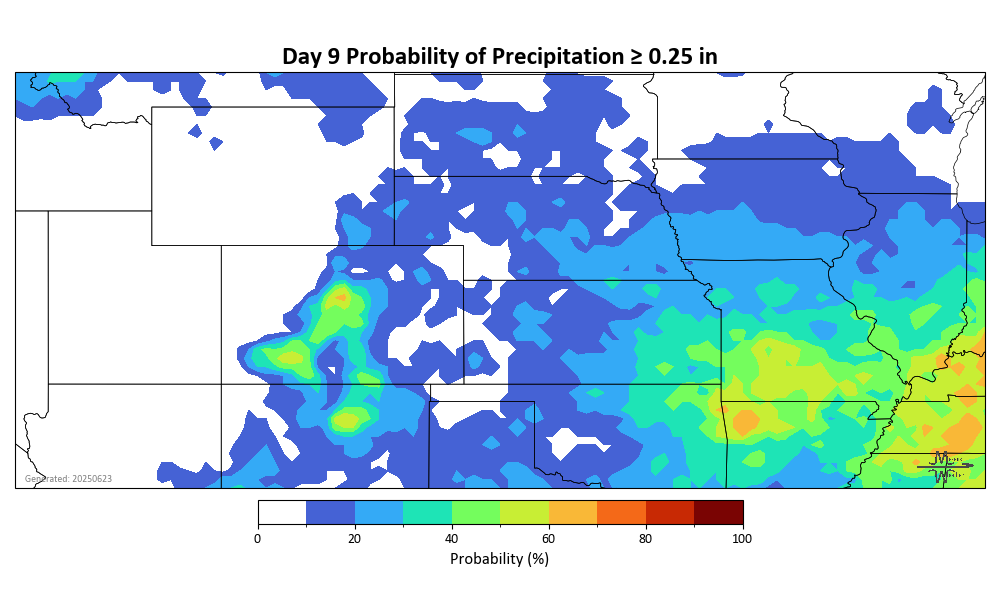 Day 9 Probability of Precipitation ≥ 0.25 in
Generated: 20250623
0 20 40 60 80 100
Probability (%)